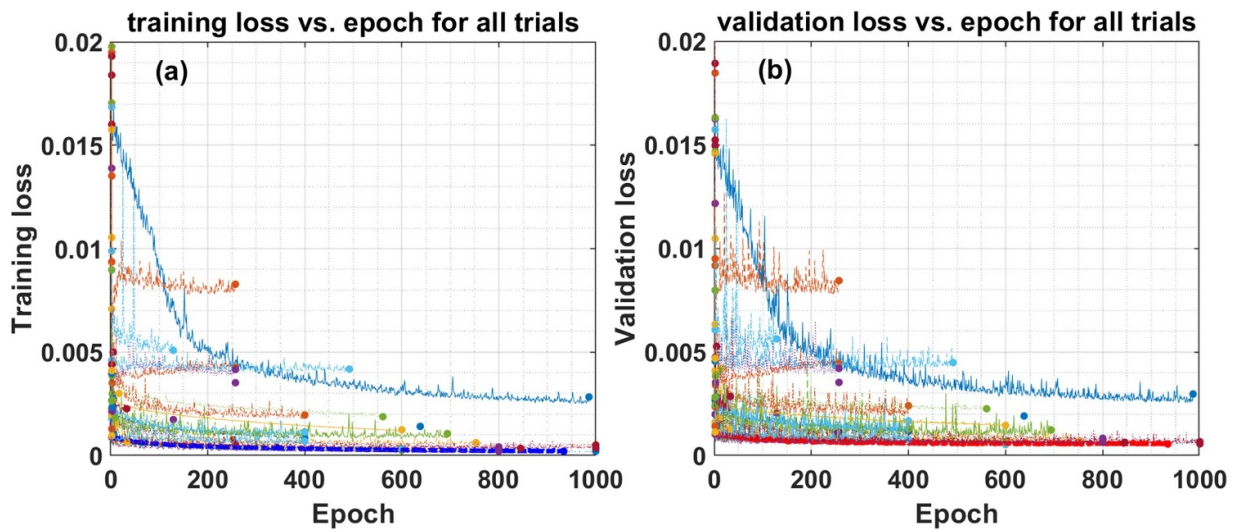 training loss vs. epoch for all trials
(a)
Training loss
0.02
0.015
0.01
0.005
0
0 200 400 600 800 1000
Epoch
validation loss vs. epoch for all trials
(b)
Validation loss
0.02
0.015
0.01
0.005
0
0 200 400 600 800 1000
Epoch